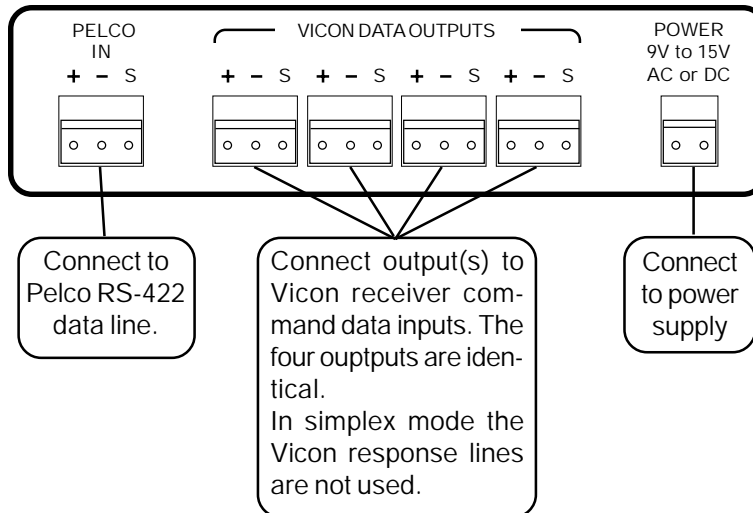 PELCO
IN
+ − S
VICON DATA OUTPUTS
+ − S + − S + − S + − S
POWER
9V to 15V
AC or DC
Connect to
Pelco RS-422
data line.
Connect output(s) to
Vicon receiver com-
mand data inputs. The
four ouptputs are iden-
tical.
In simplex mode the
Vicon response lines
are not used.
Connect
to power
supply